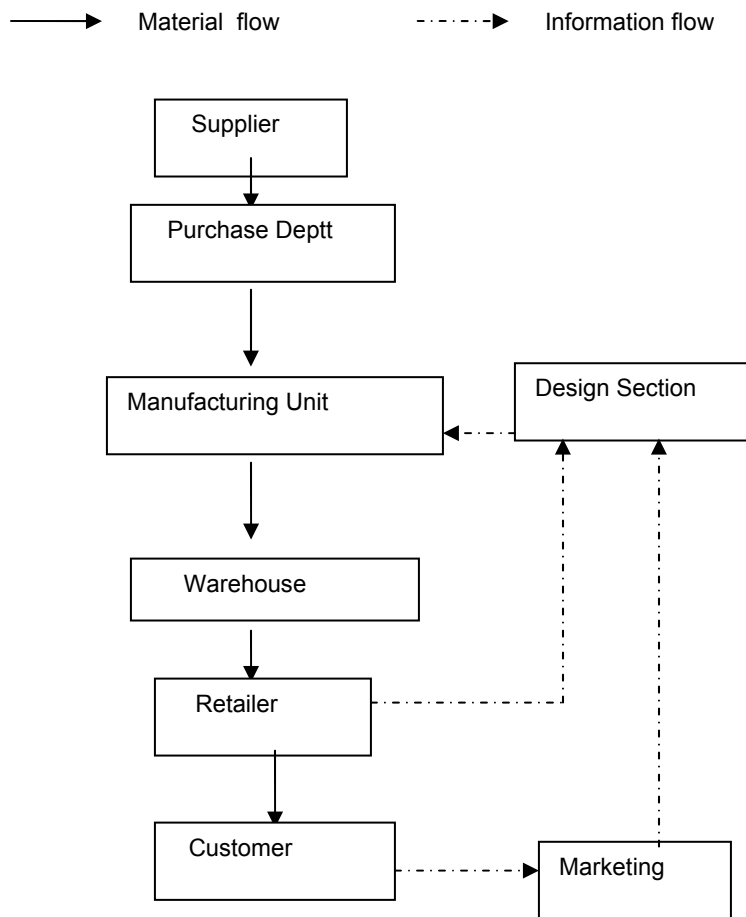 Material flow
Information flow
Supplier
Purchase Deptt
Manufacturing Unit
Design Section
Warehouse
Retailer
Customer
Marketing